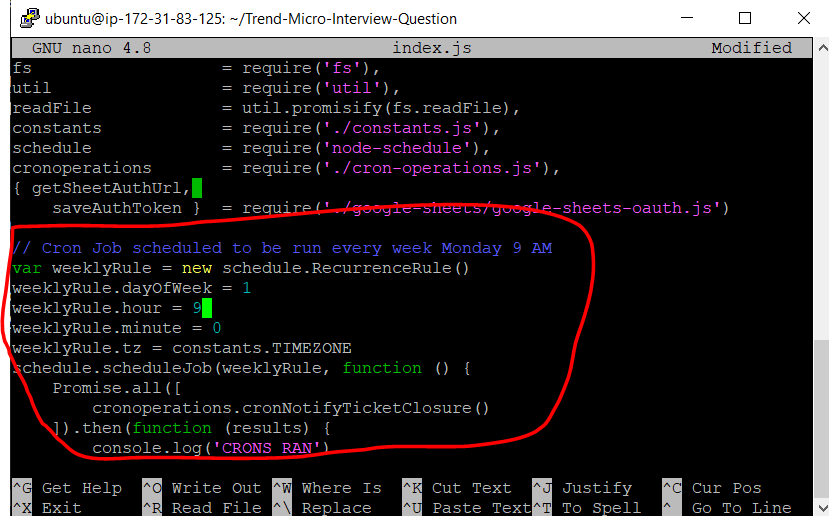 ubuntu@ip-172-31-83-125: ~/Trend-Micro-Interview-Question
GNU nano 4.8 index.js Modified
fs = require('fs'),
util = require('util'),
readFile = util.promisify(fs.readFile),
constants = require('./constants.js'),
schedule = require('node-schedule'),
cronoperations = require('./cron-operations.js'),
{ getSheetAuthUrl,
saveAuthToken } = require('./google-sheets/google-sheets-oauth.js')
// Cron Job scheduled to be run every week Monday 9 AM
var weeklyRule = new schedule.RecurrenceRule()
weeklyRule.dayOfWeek = 1
weeklyRule.hour = 9
weeklyRule.minute = 0
weeklyRule.tz = constants.TIMEZONE
schedule.scheduleJob(weeklyRule, function () {
Promise.all([
cronoperations.cronNotifyTicketClosure()
]).then(function (results) {
console.log('CRONS RAN')
^G Get Help ^O Write Out ^W Where Is ^K Cut Text ^J Justify ^C Cur Pos
^X Exit ^R Read File ^\ Replace ^U Paste Text ^T To Spell ^_ Go To Line